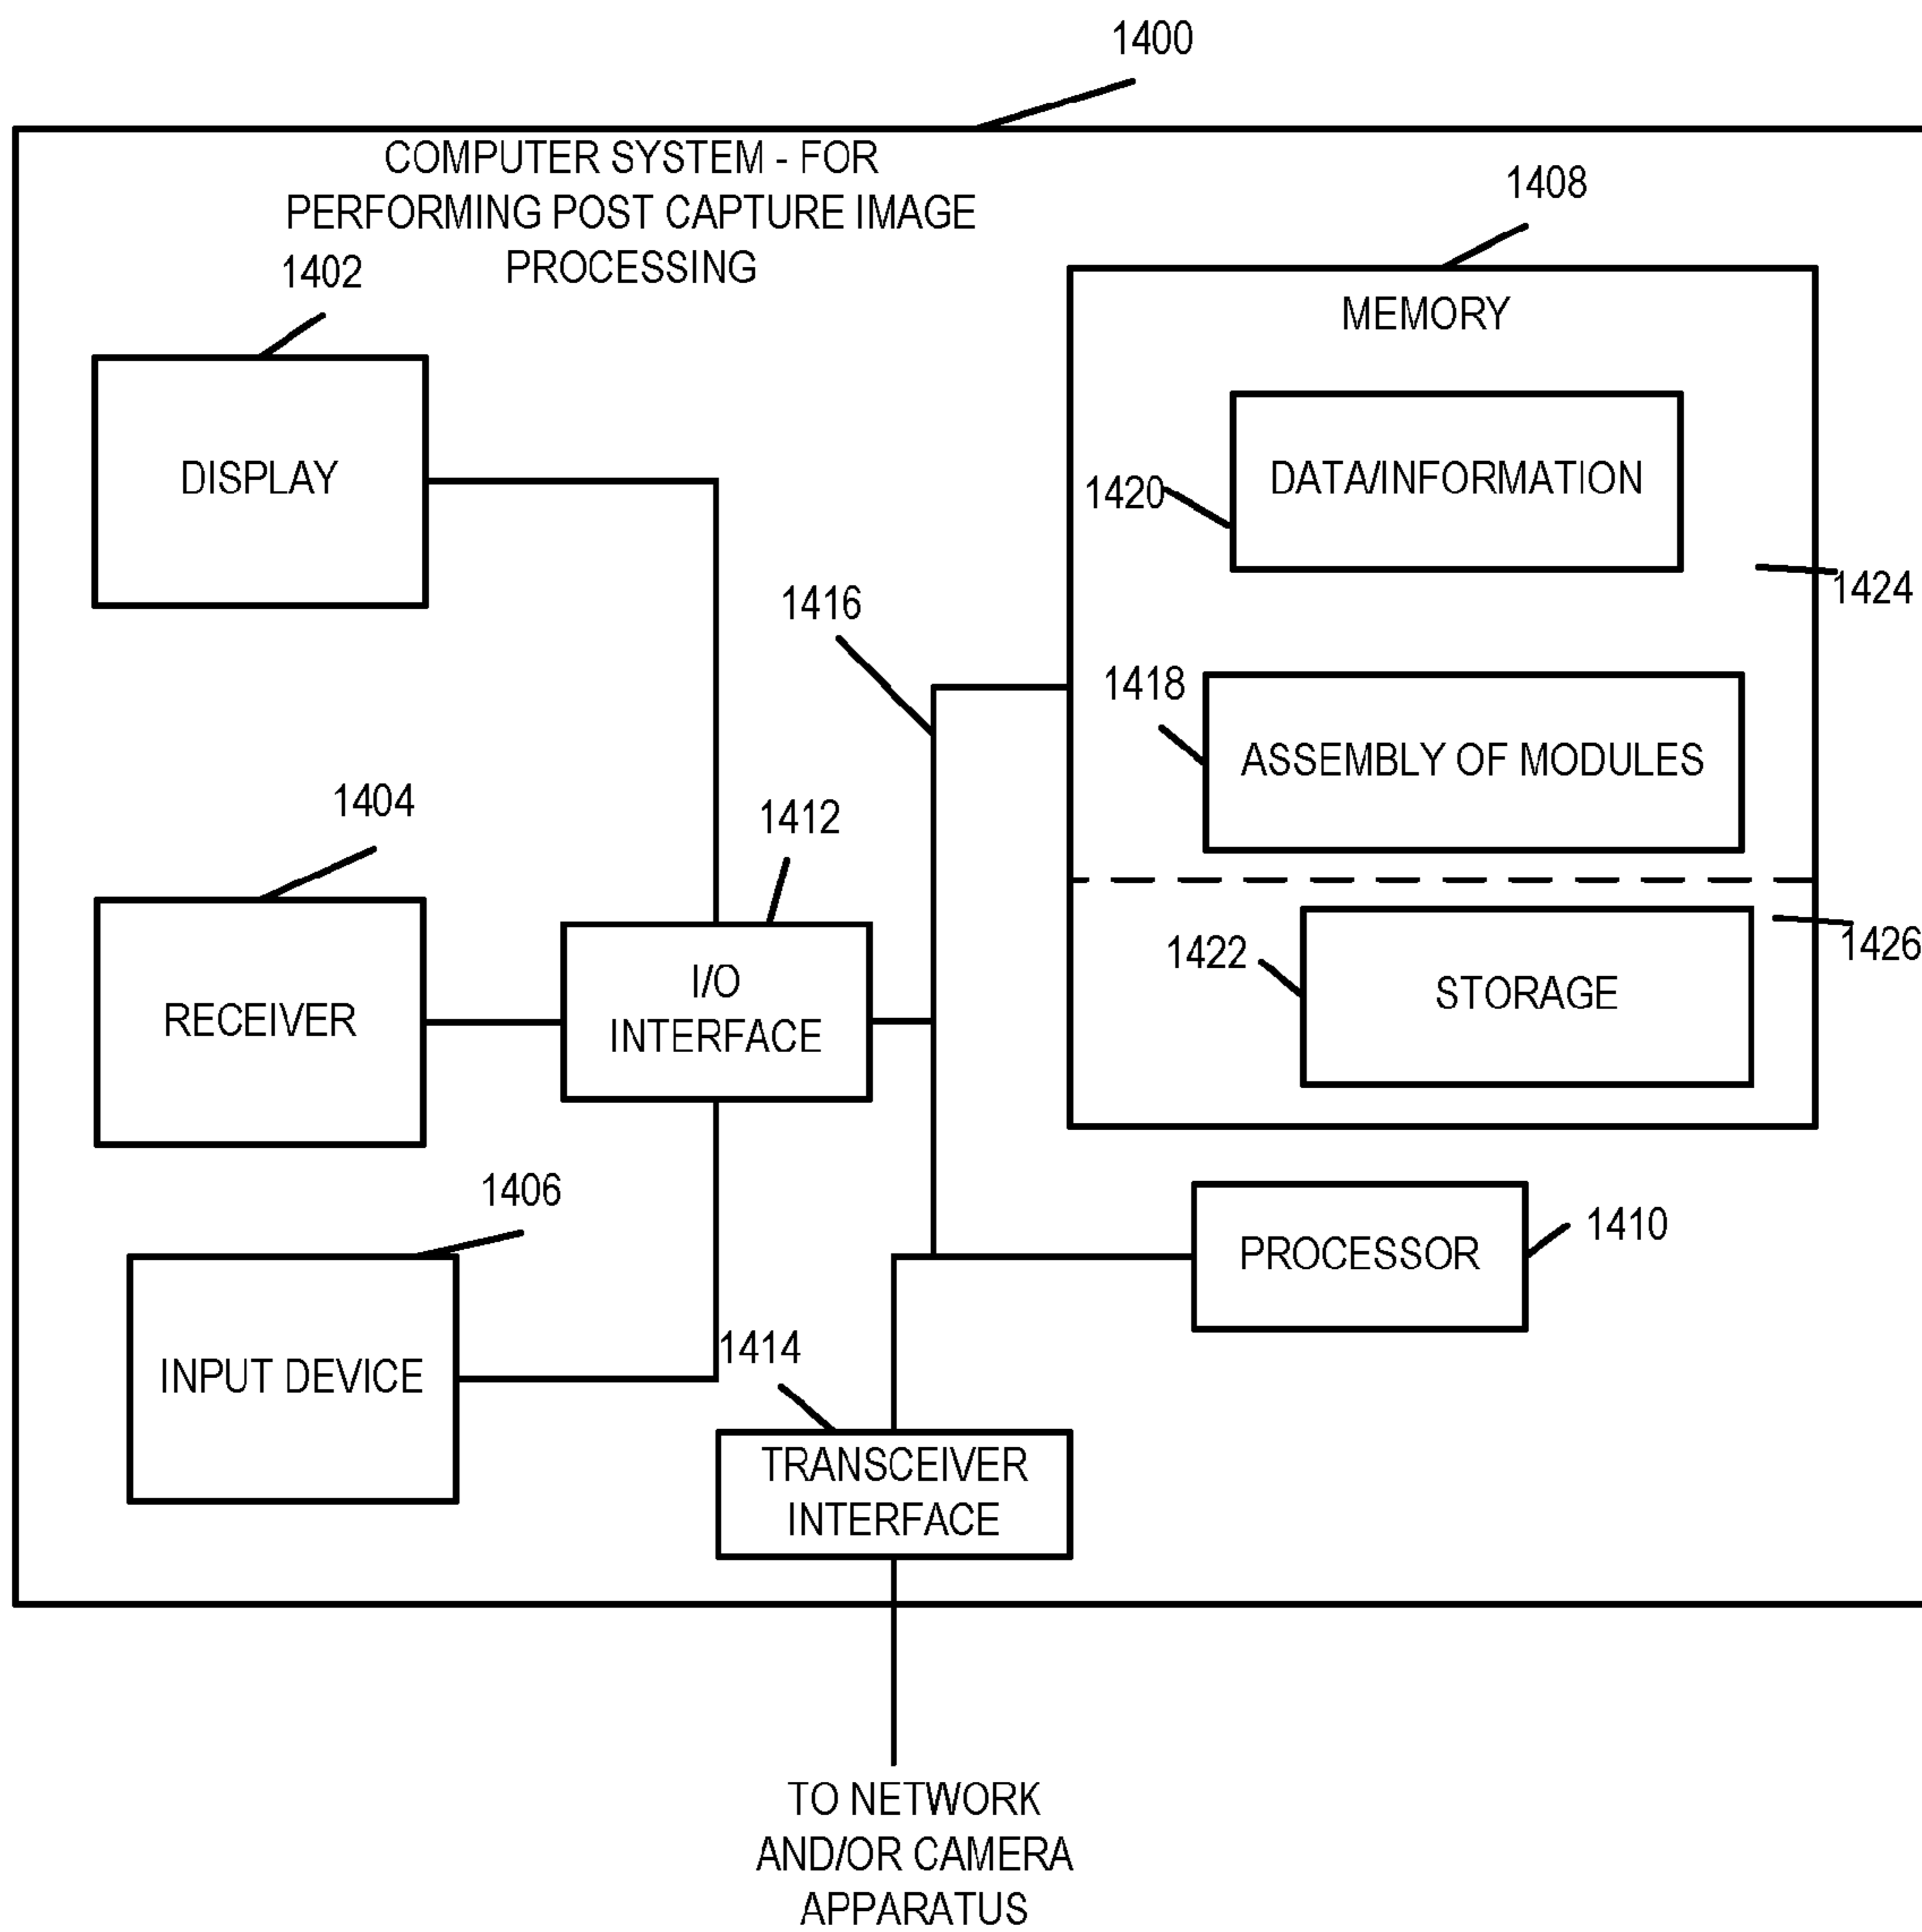 1400
COMPUTER SYSTEM - FOR
PERFORMING POST CAPTURE IMAGE
PROCESSING
1402
DISPLAY
1404
RECEIVER
1406
INPUT DEVICE
1412
I/O
INTERFACE
1416
1414
TRANSCEIVER
INTERFACE
1408
MEMORY
1420
DATA/INFORMATION
1424
1418
ASSEMBLY OF MODULES
1426
1422
STORAGE
PROCESSOR
1410
TO NETWORK
AND/OR CAMERA
APPARATUS